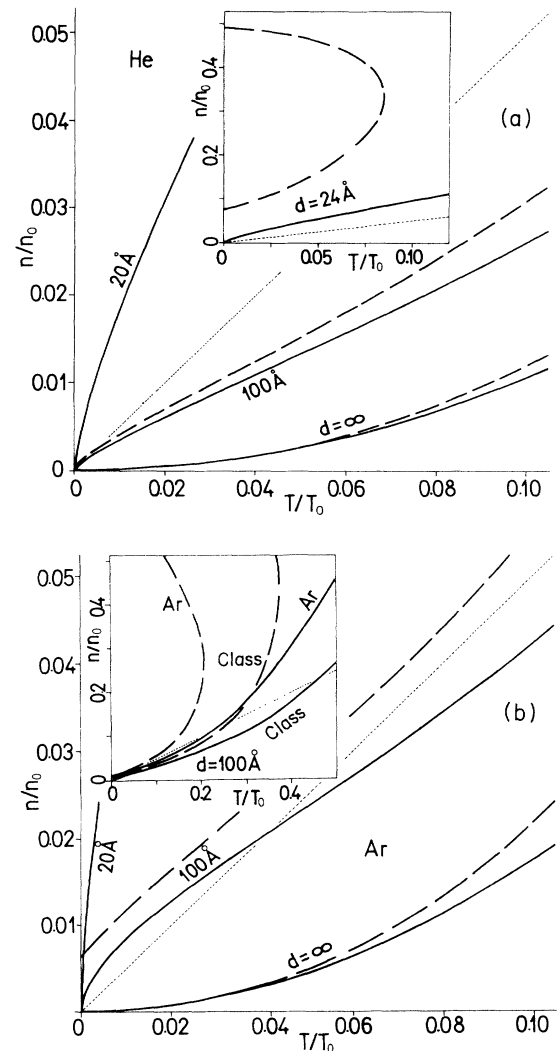 0.05
He
0.4
n/n₀
(a)
0.04
0.2
d=24Å
0
0.05
T/T₀
0.10
0.03
n/n₀
20Å
0.02
0.01
100Å
d=∞
0
0
0.02
0.04
T/T₀
0.06
0.08
0.10
0.05
Ar
Ar
0.4
n/n₀
Class
0.04
0.2
Class
(b)
0
d=100Å
0
0.2
T/T₀
0.4
0.03
n/n₀
0.02
20Å
100Å
Ar
0.01
d=∞
0
0
0.02
0.04
T/T₀
0.06
0.08
0.10